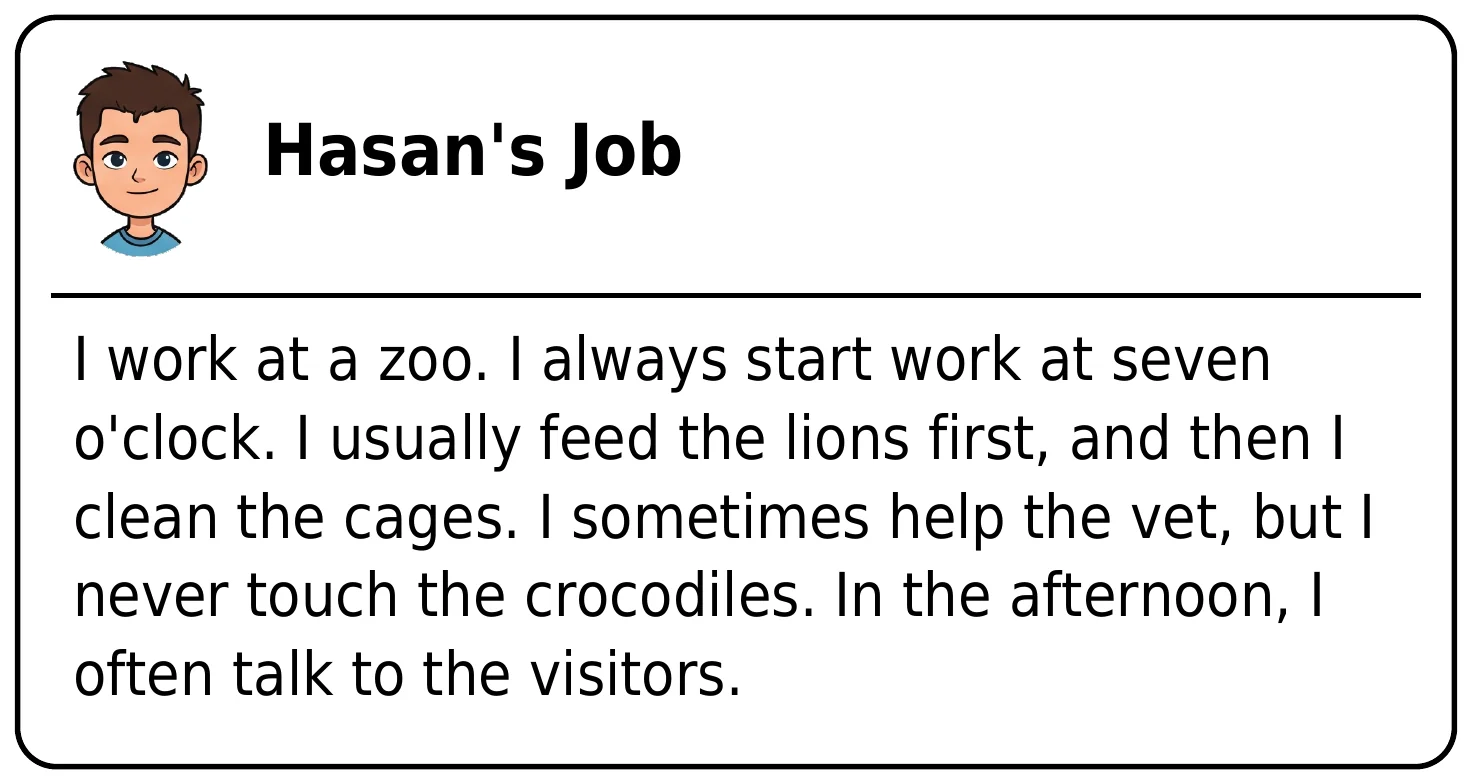 Hasan's Job
I work at a zoo. I always start work at seven
o'clock. I usually feed the lions first, and then I
clean the cages. I sometimes help the vet, but I
never touch the crocodiles. In the afternoon, I
often talk to the visitors.